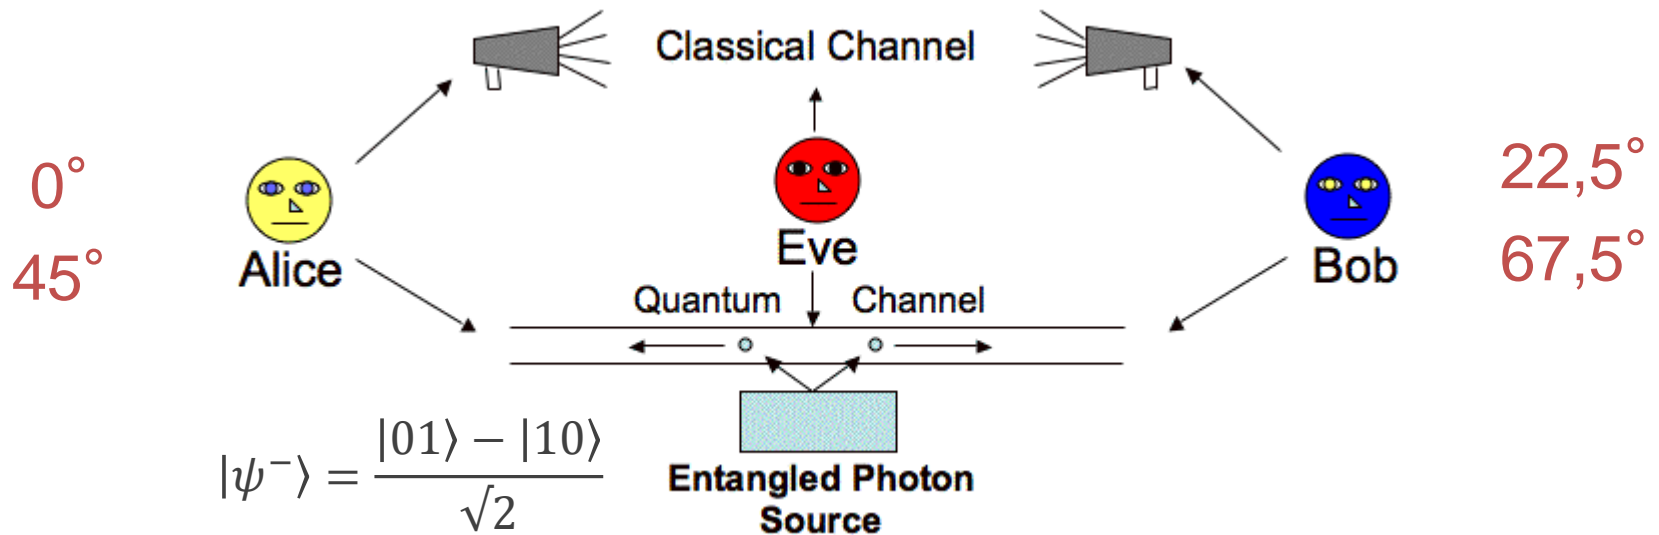 Classical Channel
0°
45°
Alice
Eve
Bob
22,5°
67,5°
Quantum Channel
|ψ⁻⟩ = |01⟩ − |10⟩ / √2
Entangled Photon
Source